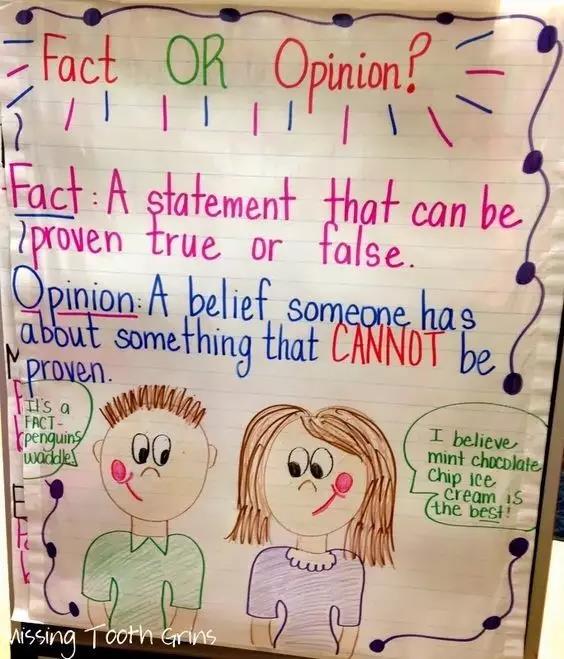 Fact OR Opinion?
Fact: A statement that can be
proven true or false.
Opinion: A belief someone has
about something that CANNOT be
proven.
It's a
FACT-
penguins
waddle!
I believe
mint chocolate
chip ice
cream is
the best!
Missing Tooth Grins